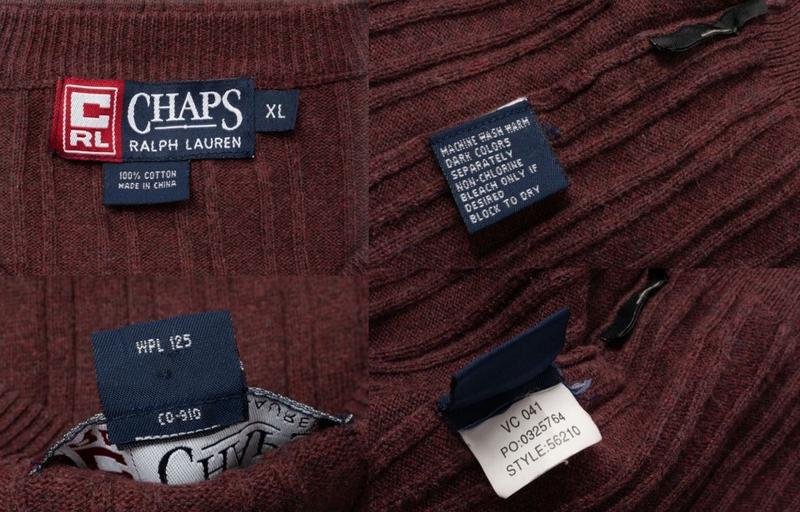 C
RL
CHAPS
RALPH LAUREN
XL
100% COTTON
MADE IN CHINA
MACHINE WASH WARM
DARK COLORS
SEPARATELY
NON-CHLORINE
BLEACH ONLY IF
DESIRED
BLOCK TO DRY
WPL 125
CO-910
VC 041
PO:0325764
STYLE:56210